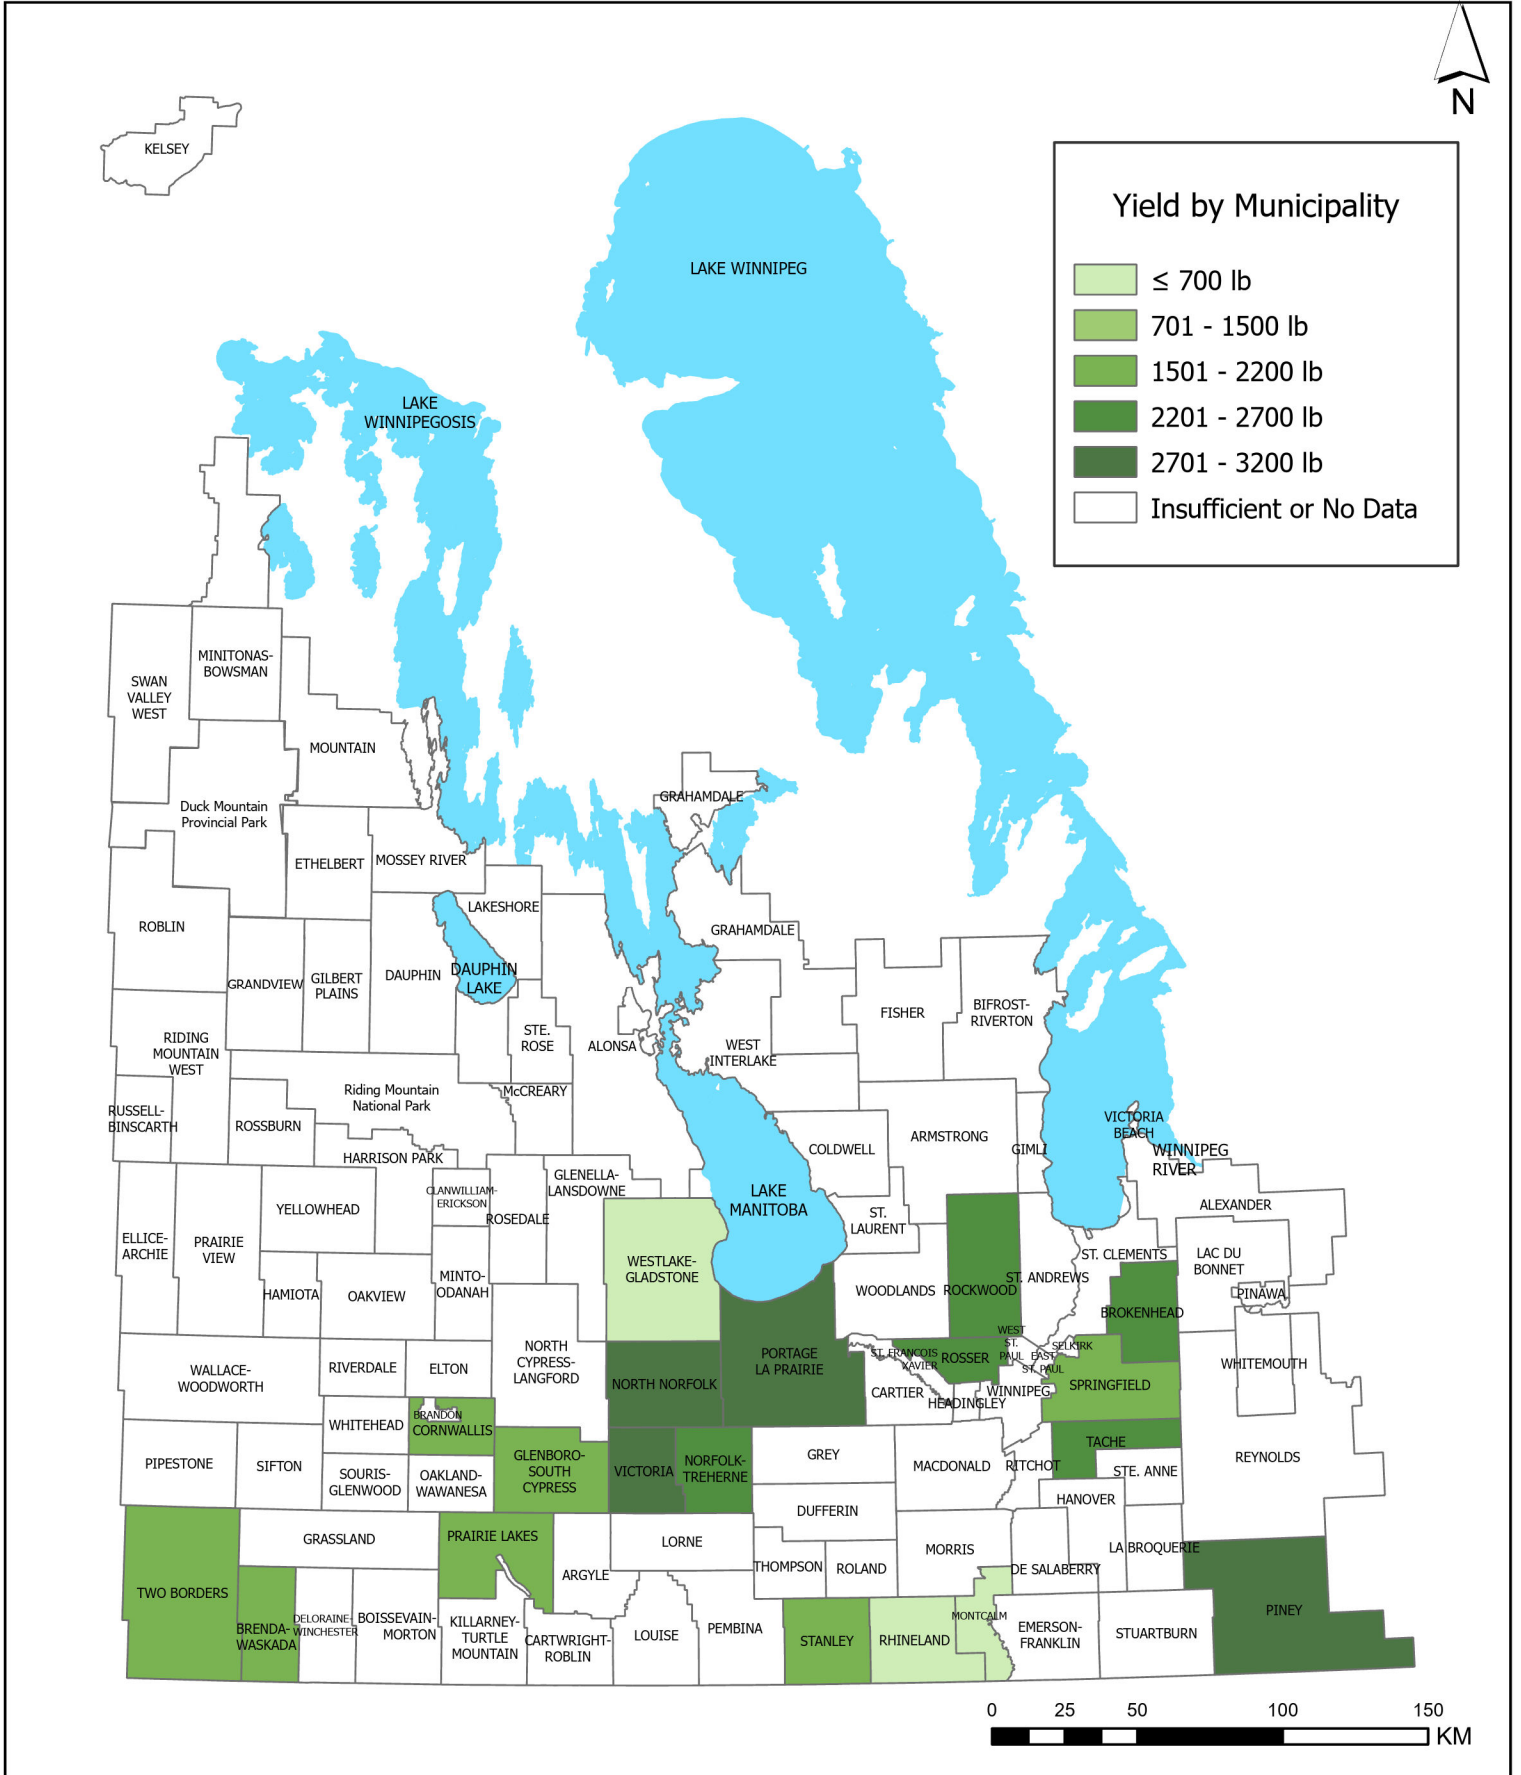 N
KELSEY
Yield by Municipality
≤ 700 lb
701 - 1500 lb
1501 - 2200 lb
2201 - 2700 lb
2701 - 3200 lb
Insufficient or No Data
LAKE WINNIPEG
LAKE
WINNIPEGOSIS
MINITONAS-
BOWSMAN
SWAN
VALLEY
WEST
MOUNTAIN
Duck Mountain
Provincial Park
GRAHAMDALE
ETHELBERT
MOSSEY RIVER
LAKESHORE
ROBLIN
GRAHAMDALE
GRANDVIEW
GILBERT
PLAINS
DAUPHIN
DAUPHIN
LAKE
FISHER
BIFROST-
RIVERTON
STE.
ROSE
ALONSA
WEST
INTERLAKE
RIDING
MOUNTAIN
WEST
Riding Mountain
National Park
McCREARY
RUSSELL-
BINSCARTH
ROSSBURN
VICTORIA
BEACH
ARMSTRONG
COLDWELL
GIMLI
WINNIPEG
RIVER
HARRISON PARK
GLENELLA-
LANSDOWNE
CLANWILLIAM-
ERICKSON
LAKE
MANITOBA
ALEXANDER
YELLOWHEAD
ROSEDALE
ST.
LAURENT
ELLICE-
ARCHIE
PRAIRIE
VIEW
WESTLAKE-
GLADSTONE
ST. CLEMENTS
LAC DU
BONNET
MINTO-
ODANAH
ST. ANDREWS
HAMIOTA
OAKVIEW
WOODLANDS
ROCKWOOD
PINAWA
BROKENHEAD
NORTH
CYPRESS-
LANGFORD
WEST
ST.
PAUL
SELKIRK
EAST
ST. PAUL
ST. FRANCOIS
XAVIER
ROSSER
PORTAGE
LA PRAIRIE
WHITEMOUTH
WALLACE-
WOODWORTH
RIVERDALE
ELTON
NORTH NORFOLK
CARTIER
HEADINGLEY
WINNIPEG
SPRINGFIELD
BRANDON
CORNWALLIS
WHITEHEAD
TACHE
PIPESTONE
SIFTON
SOURIS-
GLENWOOD
OAKLAND-
WAWANESA
GLENBORO-
SOUTH
CYPRESS
VICTORIA
NORFOLK-
TREHERNE
GREY
MACDONALD
RITCHOT
STE. ANNE
REYNOLDS
HANOVER
DUFFERIN
GRASSLAND
PRAIRIE LAKES
LORNE
MORRIS
LA BROQUERIE
THOMPSON
ROLAND
DE SALABERRY
ARGYLE
TWO BORDERS
BRENDA-
WASKADA
DELORAINE-
WINCHESTER
BOISSEVAIN-
MORTON
KILLARNEY-
TURTLE
MOUNTAIN
CARTWRIGHT-
ROBLIN
LOUISE
PEMBINA
STANLEY
RHINELAND
MONTCALM
EMERSON-
FRANKLIN
STUARTBURN
PINEY
0 25 50 100 150
KM